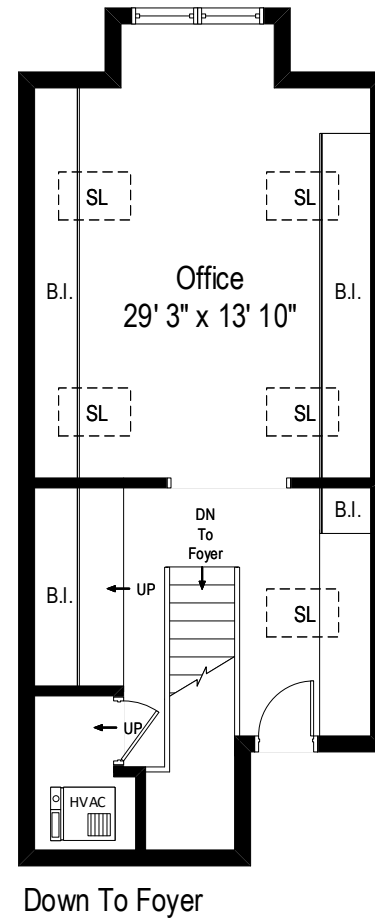 SL
SL
Office
B.I.
B.I.
29' 3" x 13' 10"
SL
SL
B.I.
DN
To
Foyer
B.I.
UP
SL
UP
HVAC
Down To Foyer